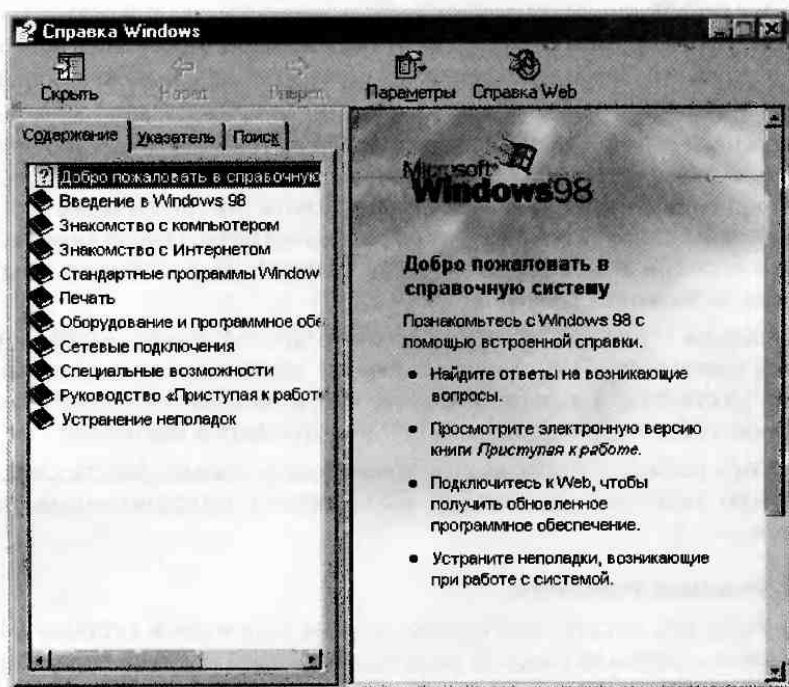 Справка Windows
Скрыть Назад Вперед Параметры Справка Web
Содержание Указатель Поиск
Добро пожаловать в справочную
Введение в Windows 98
Знакомство с компьютером
Знакомство с Интернетом
Стандартные программы Window
Печать
Оборудование и программное обе
Сетевые подключения
Специальные возможности
Руководство «Приступая к работе
Устранение неполадок
Microsoft
Windows98
Добро пожаловать в
справочную систему
Познакомьтесь с Windows 98 с
помощью встроенной справки.
• Найдите ответы на возникающие
вопросы.
• Просмотрите электронную версию
книги Приступая к работе.
• Подключитесь к Web, чтобы
получить обновленное
программное обеспечение.
• Устраните неполадки, возникающие
при работе с системой.